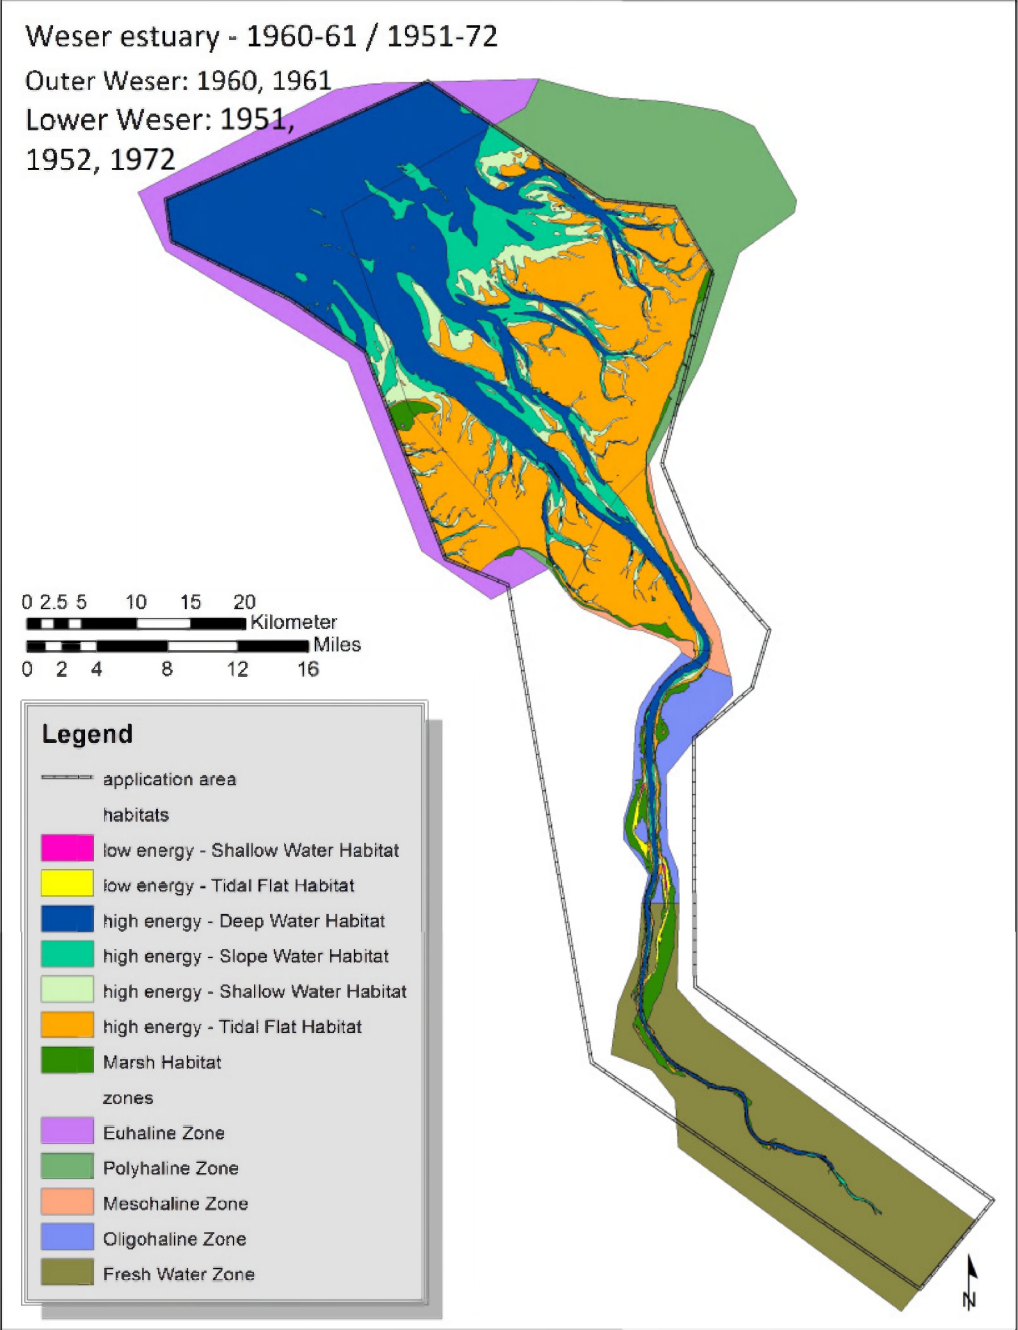 Weser estuary - 1960-61 / 1951-72
Outer Weser: 1960, 1961
Lower Weser: 1951,
1952, 1972
0 2.5 5 10 15 20
Kilometer
Miles
0 2 4 8 12 16
Legend
application area
habitats
low energy - Shallow Water Habitat
low energy - Tidal Flat Habitat
high energy - Deep Water Habitat
high energy - Slope Water Habitat
high energy - Shallow Water Habitat
high energy - Tidal Flat Habitat
Marsh Habitat
zones
Euhaline Zone
Polyhaline Zone
Mesohaline Zone
Oligohaline Zone
Fresh Water Zone
N